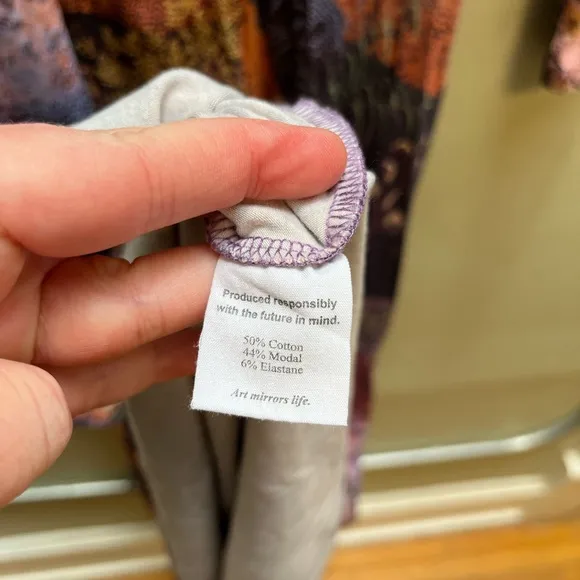 Produced responsibly
with the future in mind.
50% Cotton
44% Modal
6% Elastane
Art mirrors life.